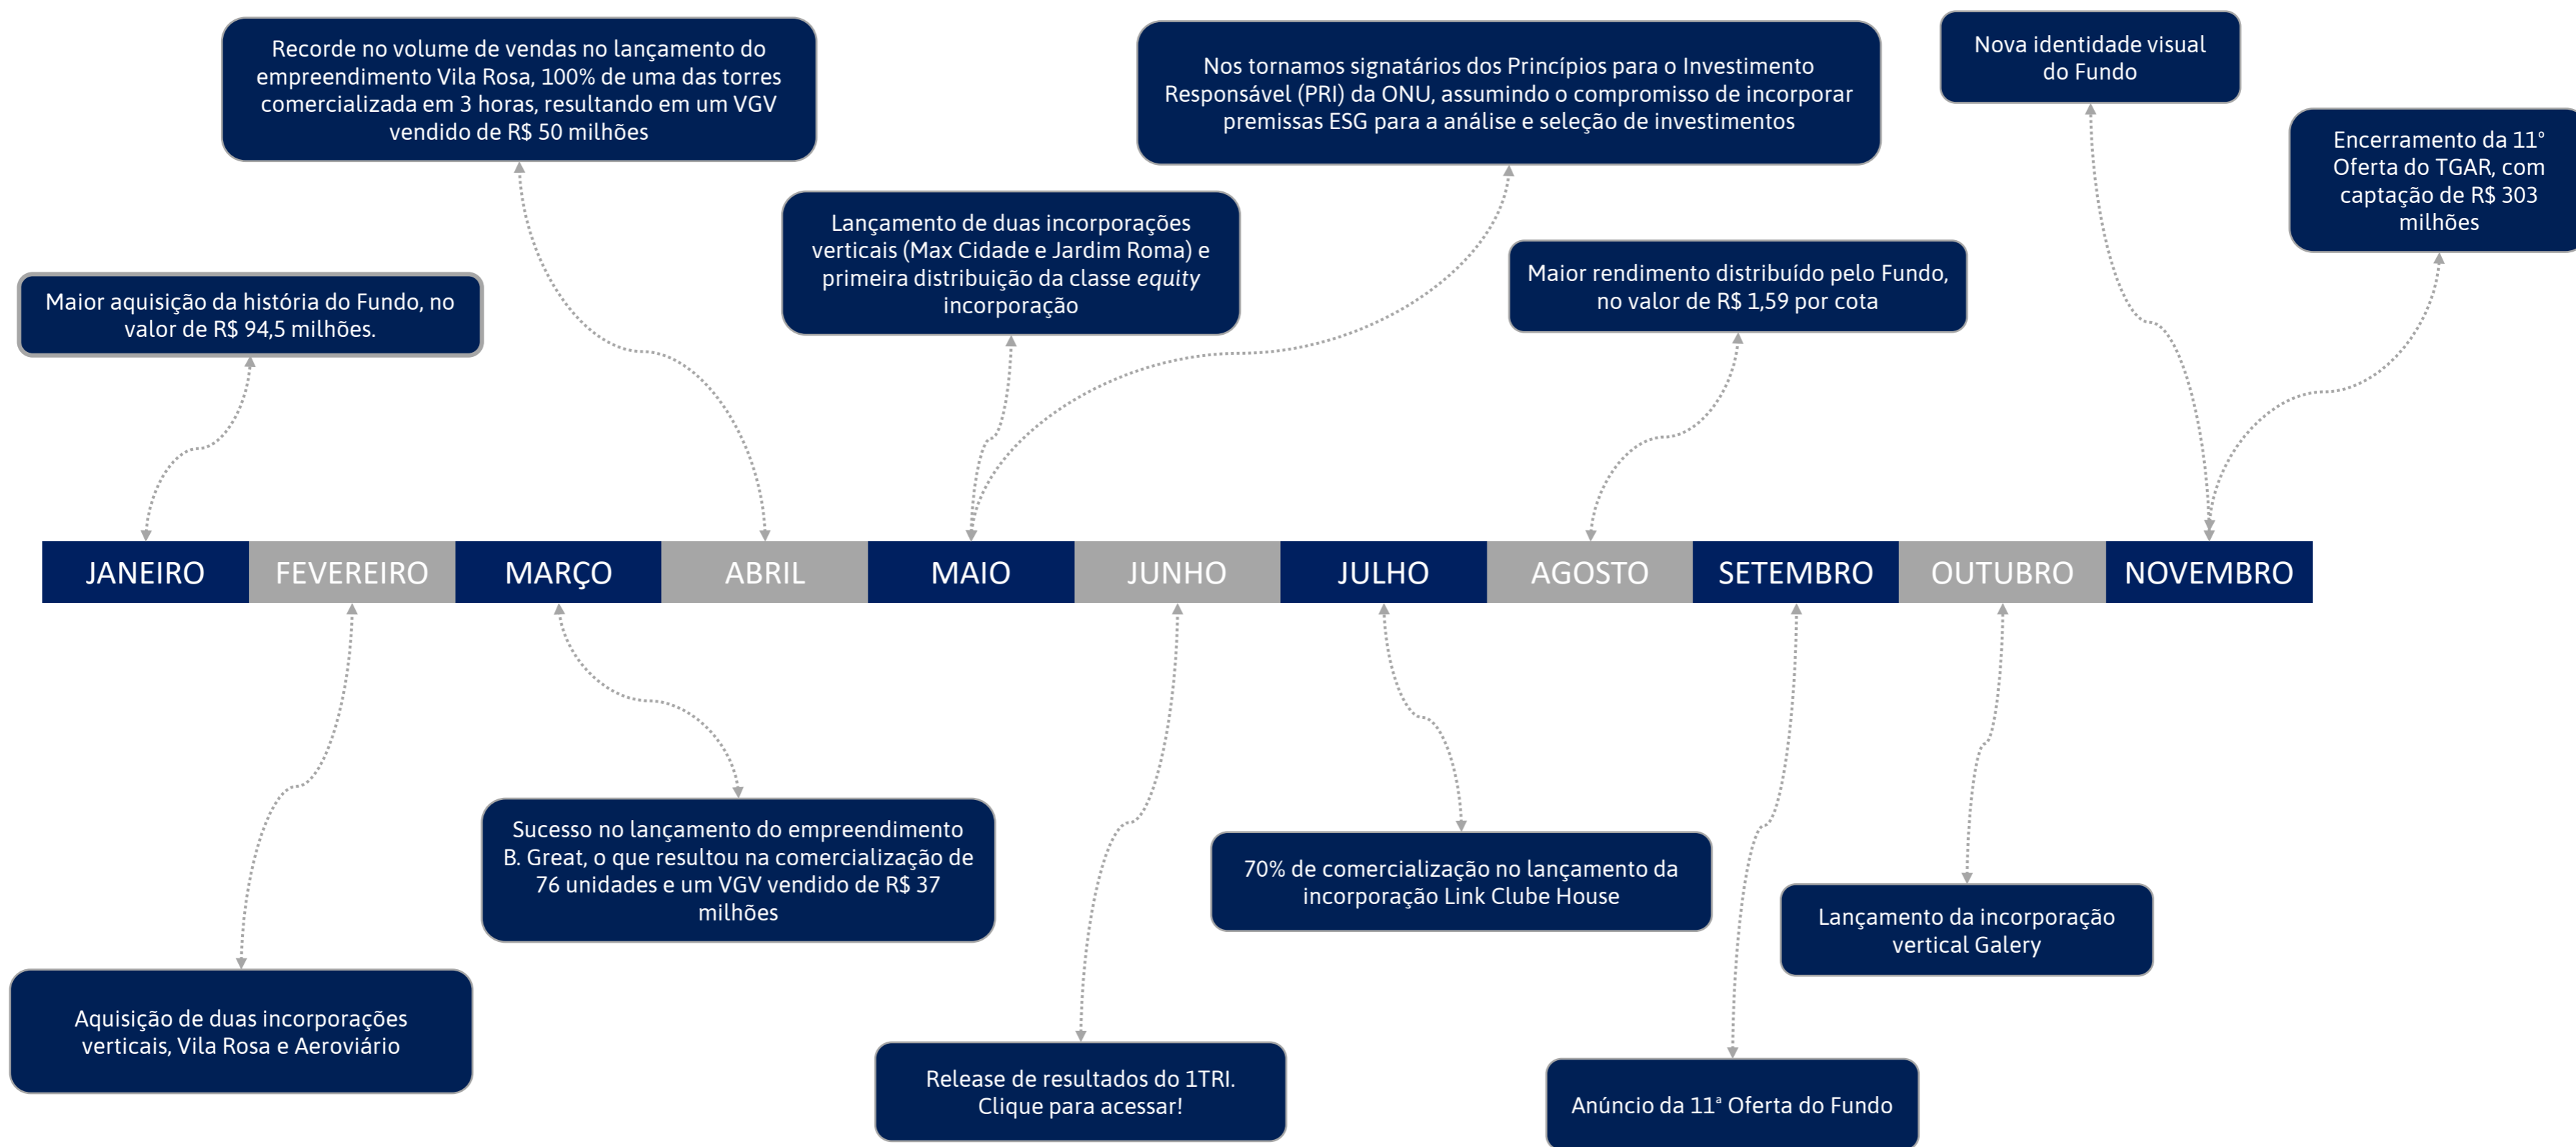 Recorde no volume de vendas no lançamento do
empreendimento Vila Rosa, 100% de uma das torres
comercializada em 3 horas, resultando em um VGV
vendido de R$ 50 milhões
Nos tornamos signatários dos Princípios para o Investimento
Responsável (PRI) da ONU, assumindo o compromisso de incorporar
premissas ESG para a análise e seleção de investimentos
Nova identidade visual
do Fundo
Encerramento da 11°
Oferta do TGAR, com
captação de R$ 303
milhões
Lançamento de duas incorporações
verticais (Max Cidade e Jardim Roma) e
primeira distribuição da classe equity
incorporação
Maior rendimento distribuído pelo Fundo,
no valor de R$ 1,59 por cota
Maior aquisição da história do Fundo, no
valor de R$ 94,5 milhões.
JANEIRO
FEVEREIRO
MARÇO
ABRIL
MAIO
JUNHO
JULHO
AGOSTO
SETEMBRO
OUTUBRO
NOVEMBRO
Sucesso no lançamento do empreendimento
B. Great, o que resultou na comercialização de
76 unidades e um VGV vendido de R$ 37
milhões
70% de comercialização no lançamento da
incorporação Link Clube House
Lançamento da incorporação
vertical Galery
Aquisição de duas incorporações
verticais, Vila Rosa e Aeroviário
Release de resultados do 1TRI.
Clique para acessar!
Anúncio da 11ª Oferta do Fundo